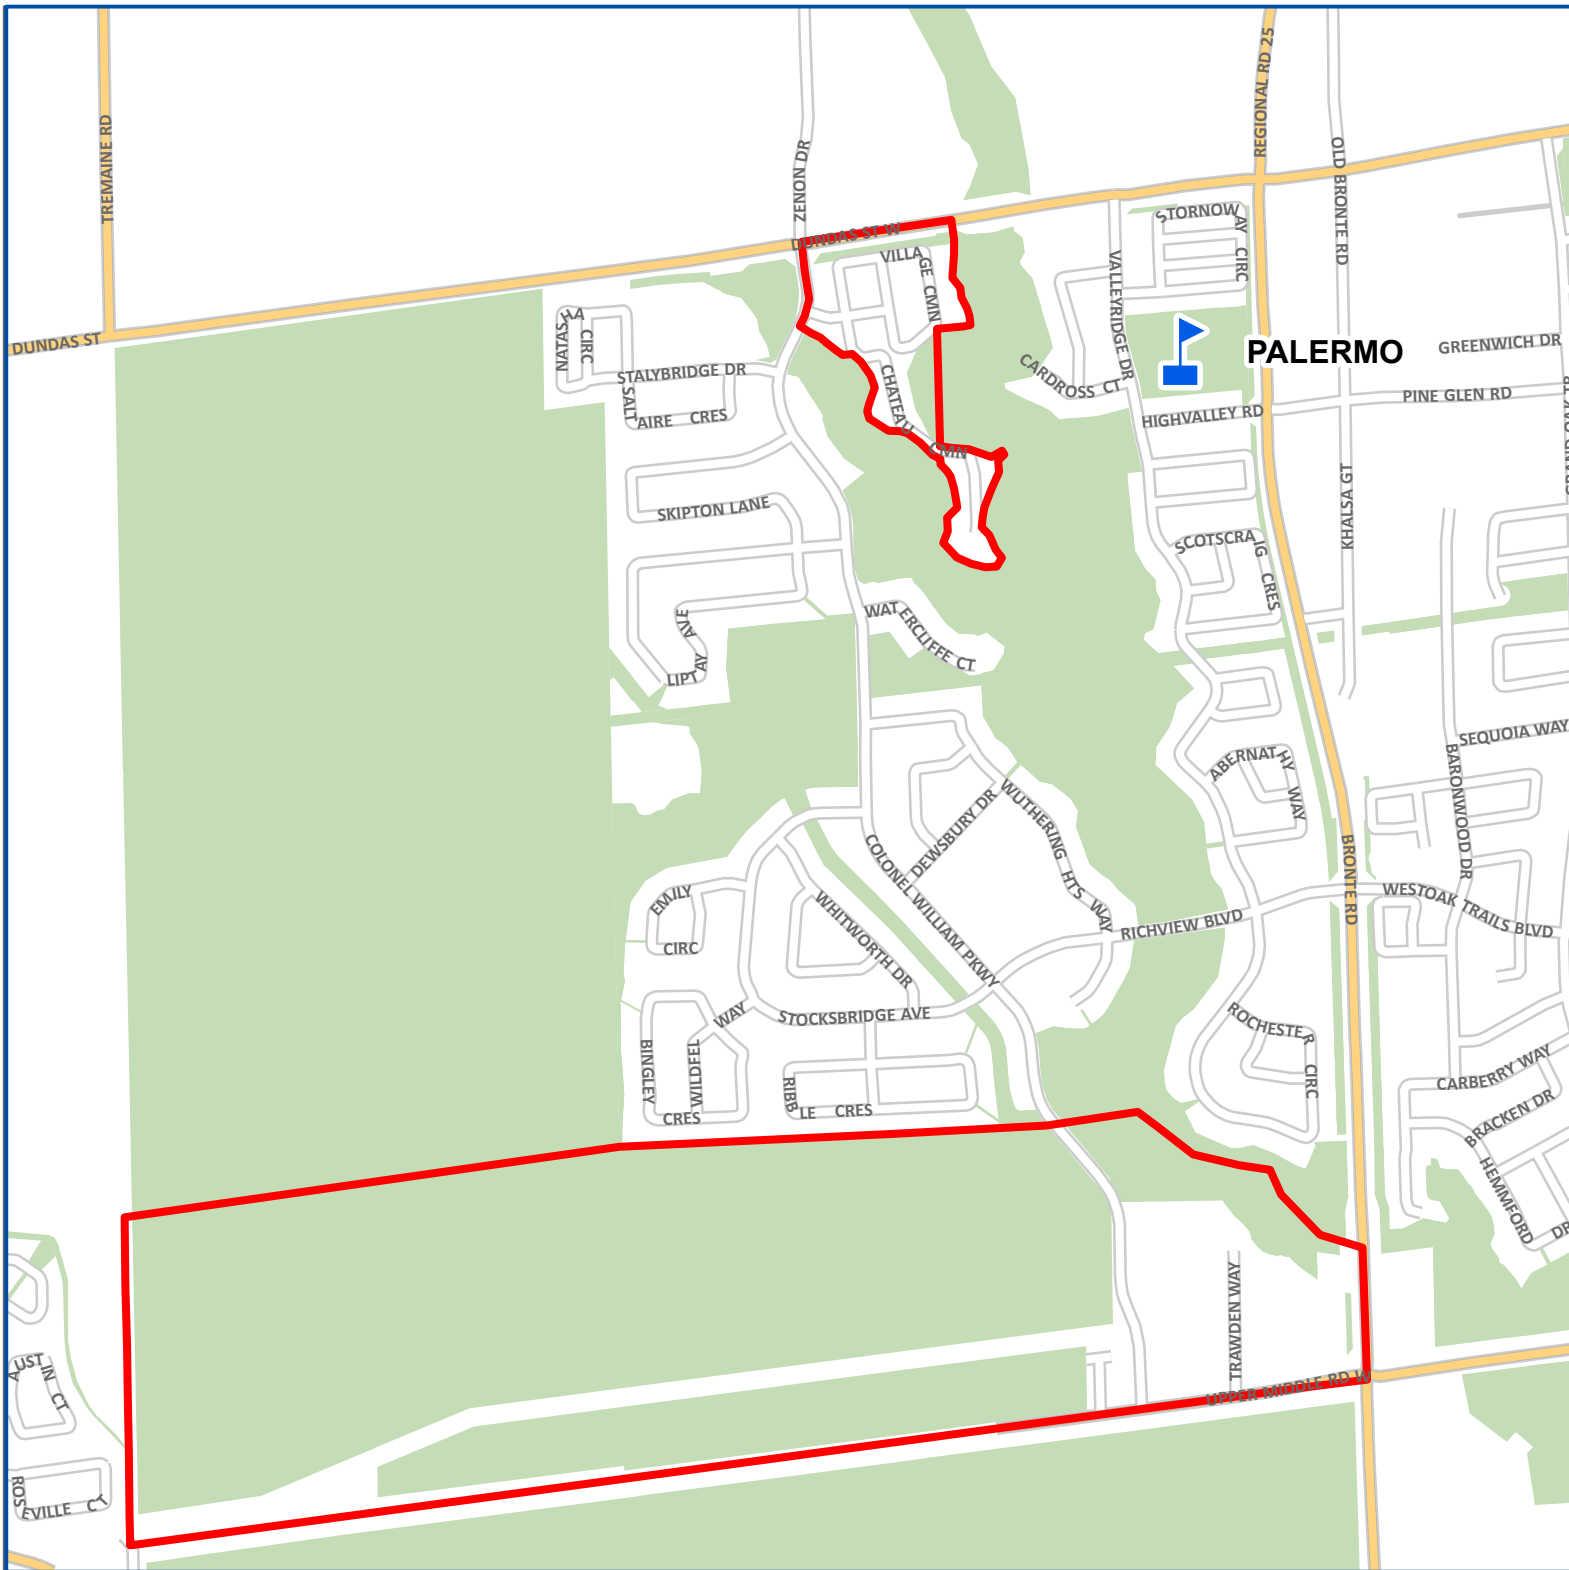 TREMAINE RD
ZENON DR
REGIONAL RD 25
OLD BRONTE RD
DUNDAS ST W
STORNOWAY CIRC
VILLAGE CMN
VALLEYRIDGE DR
DUNDAS ST
NATASHA CIRC
PALERMO
GREENWICH DR
STALYBRIDGE DR
CARDROSS CT
CHATEAU CMN
SALTAIRE CRES
HIGHVALLEY RD
PINE GLEN RD
SKIPTON LANE
KHALSA GT
SCOTSCRAIG CRES
WATERCLIFFE CT
LIPTAY AVE
SEQUOIA WAY
BARONWOOD DR
ABERNATHY WAY
WUTHERING HTS WAY
DEWSBURY DR
COLONEL WILLIAM PKWY
BRONTE RD
EMILY CIRC
WHITWORTH DR
RICHVIEW BLVD
WESTOAK TRAILS BLVD
STOCKSBRIDGE AVE
WILDFEL WAY
BINGLEY CRES
RIBBLE CRES
ROCHESTER CIRC
CARBERRY WAY
BRACKEN DR
HEMMFORD DR
TRAWDEN WAY
UPPER MIDDLE RD W
AUSTIN CT
ROSEVILLE CT